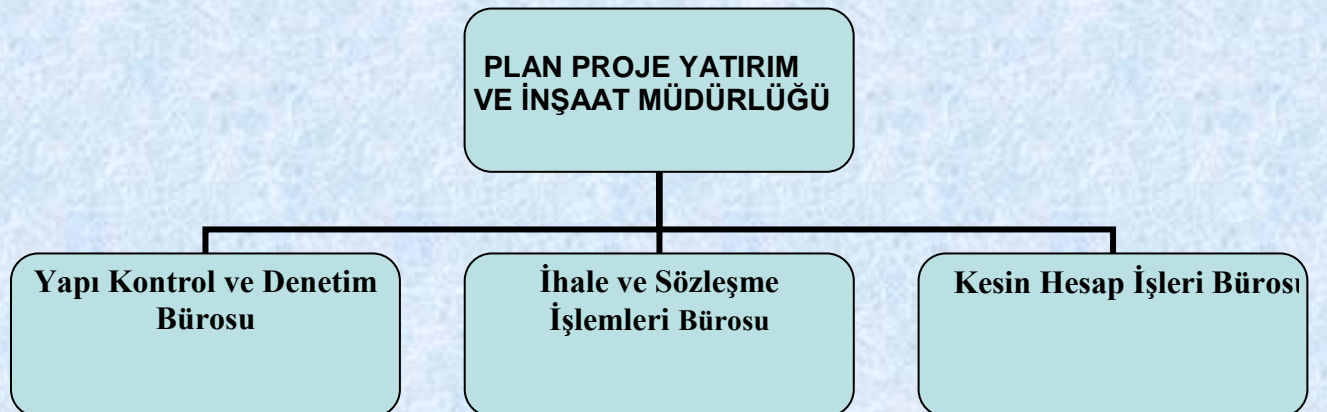 PLAN PROJE YATIRIM
VE İNŞAAT MÜDÜRLÜĞÜ
Yapı Kontrol ve Denetim
Bürosu
İhale ve Sözleşme
İşlemleri Bürosu
Kesin Hesap İşleri Bürosu